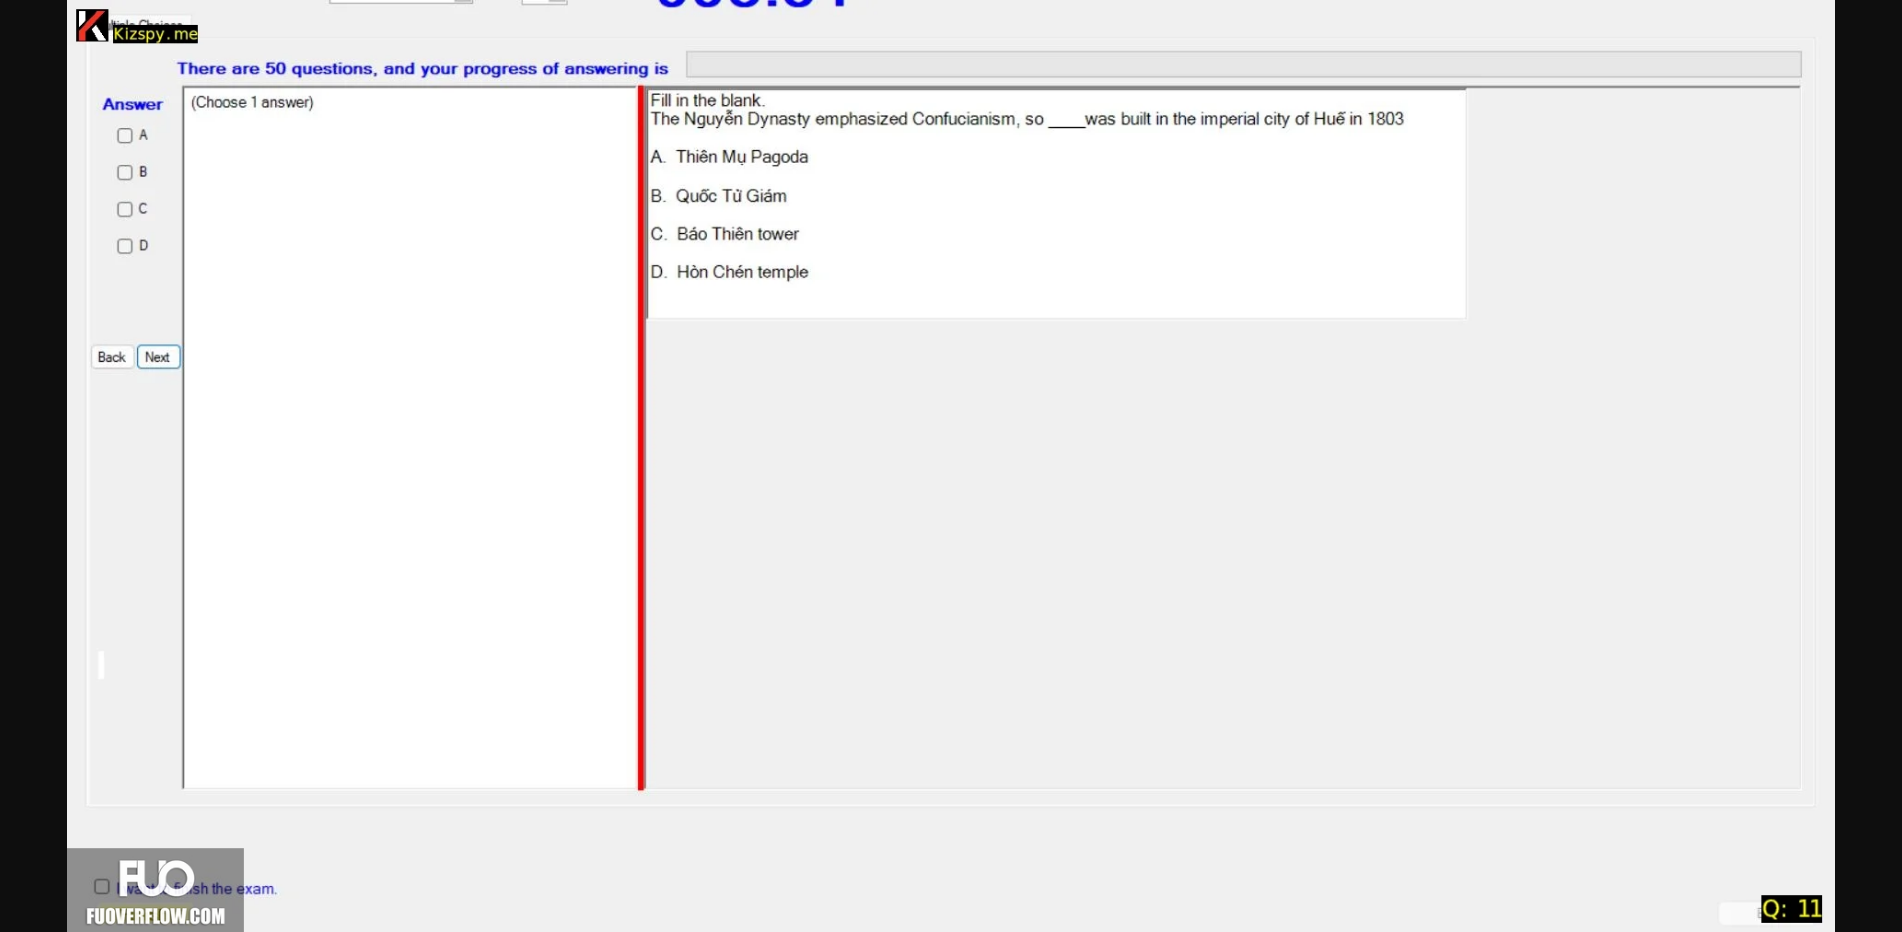 Kizspy.me
There are 50 questions, and your progress of answering is
Answer
(Choose 1 answer)
A
B
C
D
Back
Next
Fill in the blank.
The Nguyễn Dynasty emphasized Confucianism, so ____was built in the imperial city of Huế in 1803
A. Thiên Mụ Pagoda
B. Quốc Tử Giám
C. Báo Thiên tower
D. Hòn Chén temple
FUO
sh the exam.
FUOVERFLOW.COM
Q: 11